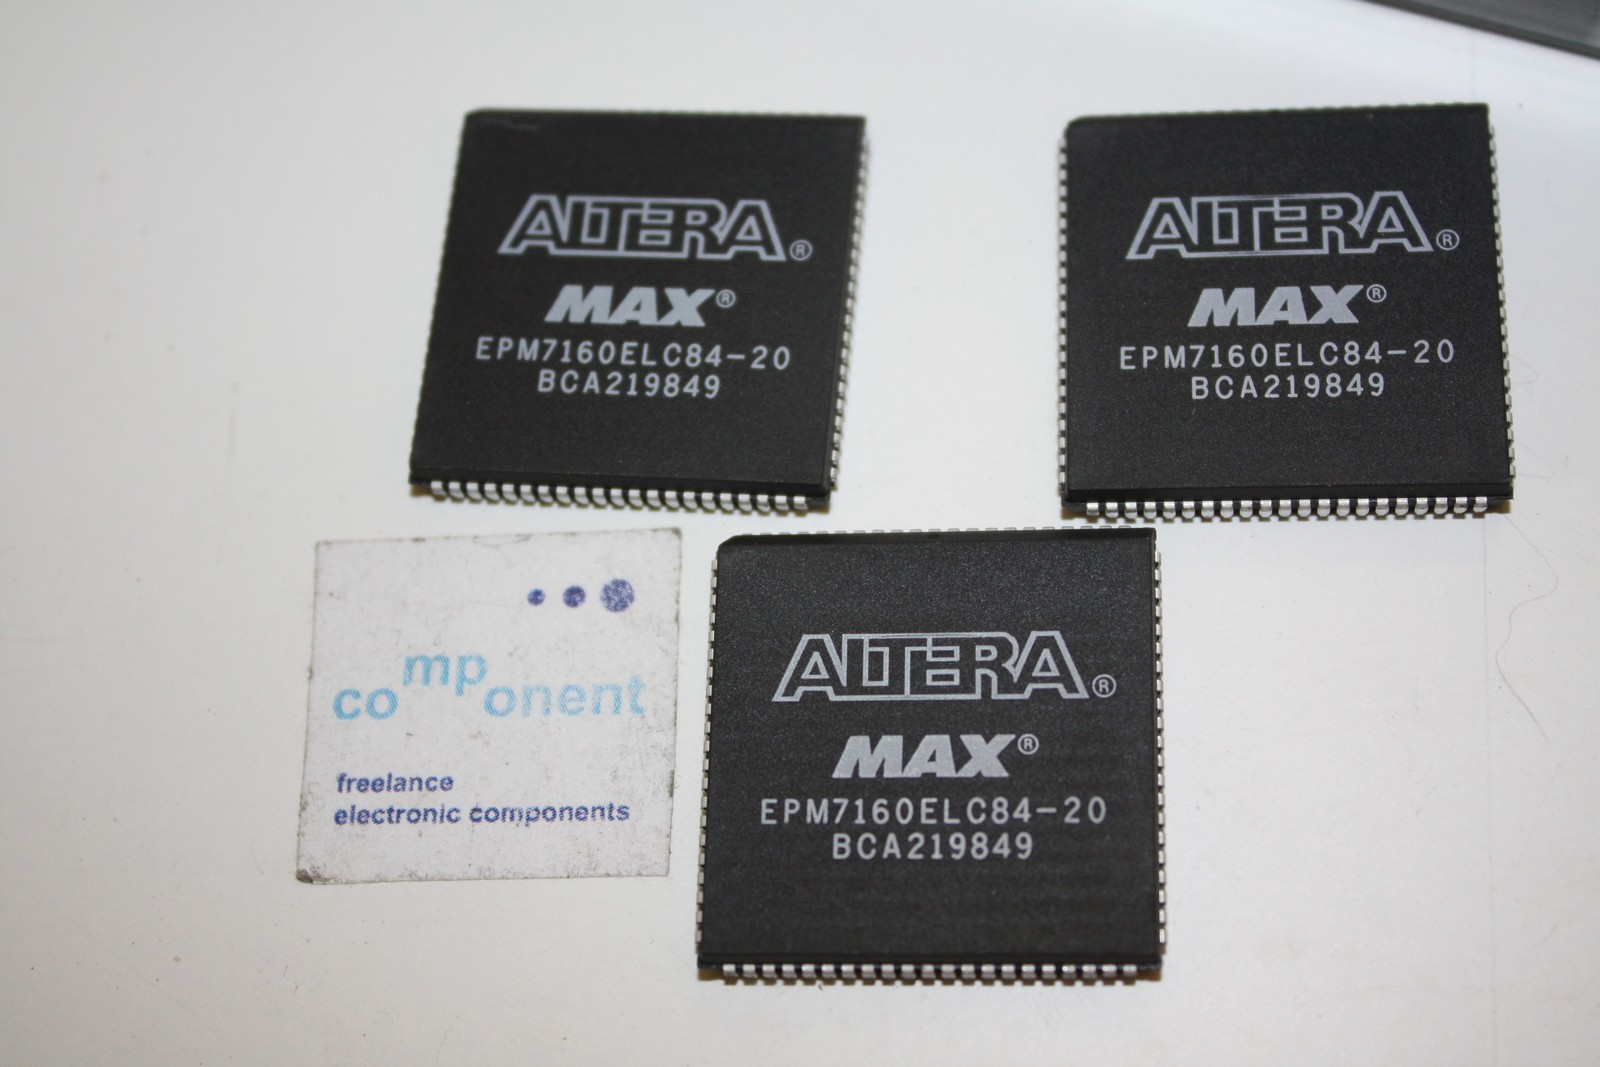 ALTERA®
MAX®
EPM7160ELC84-20
BCA219849
ALTERA®
MAX®
EPM7160ELC84-20
BCA219849
component
freelance
electronic components
ALTERA®
MAX®
EPM7160ELC84-20
BCA219849